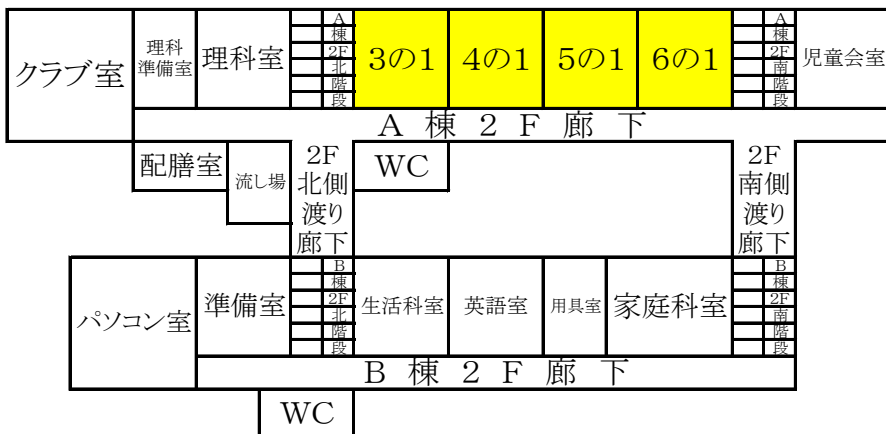 クラブ室
理科
準備室
理科室
A
棟
2F
北
階
段
3の1
4の1
5の1
6の1
A
棟
2F
南
階
段
児童会室
A棟2F廊下
配膳室
流し場
2F
北側
渡り
廊下
WC
2F
南側
渡り
廊下
パソコン室
準備室
B
棟
2F
北
階
段
生活科室
英語室
用具室
家庭科室
B
棟
2F
南
階
段
B棟2F廊下
WC